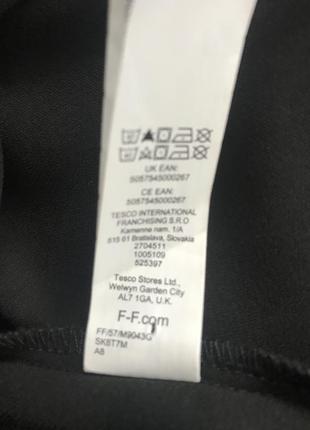 UK EAN:
5057545000267
CE EAN:
5057545000267
TESCO INTERNATIONAL
FRANCHISING S.R.O
Kamenne nam. 1/A
815 61 Bratislava, Slovakia
2704511
1005109
525397
Tesco Stores Ltd.,
Welwyn Garden City
AL7 1GA, U.K.
F-F.com
FF/57/M9043G
SK8T7M
A8